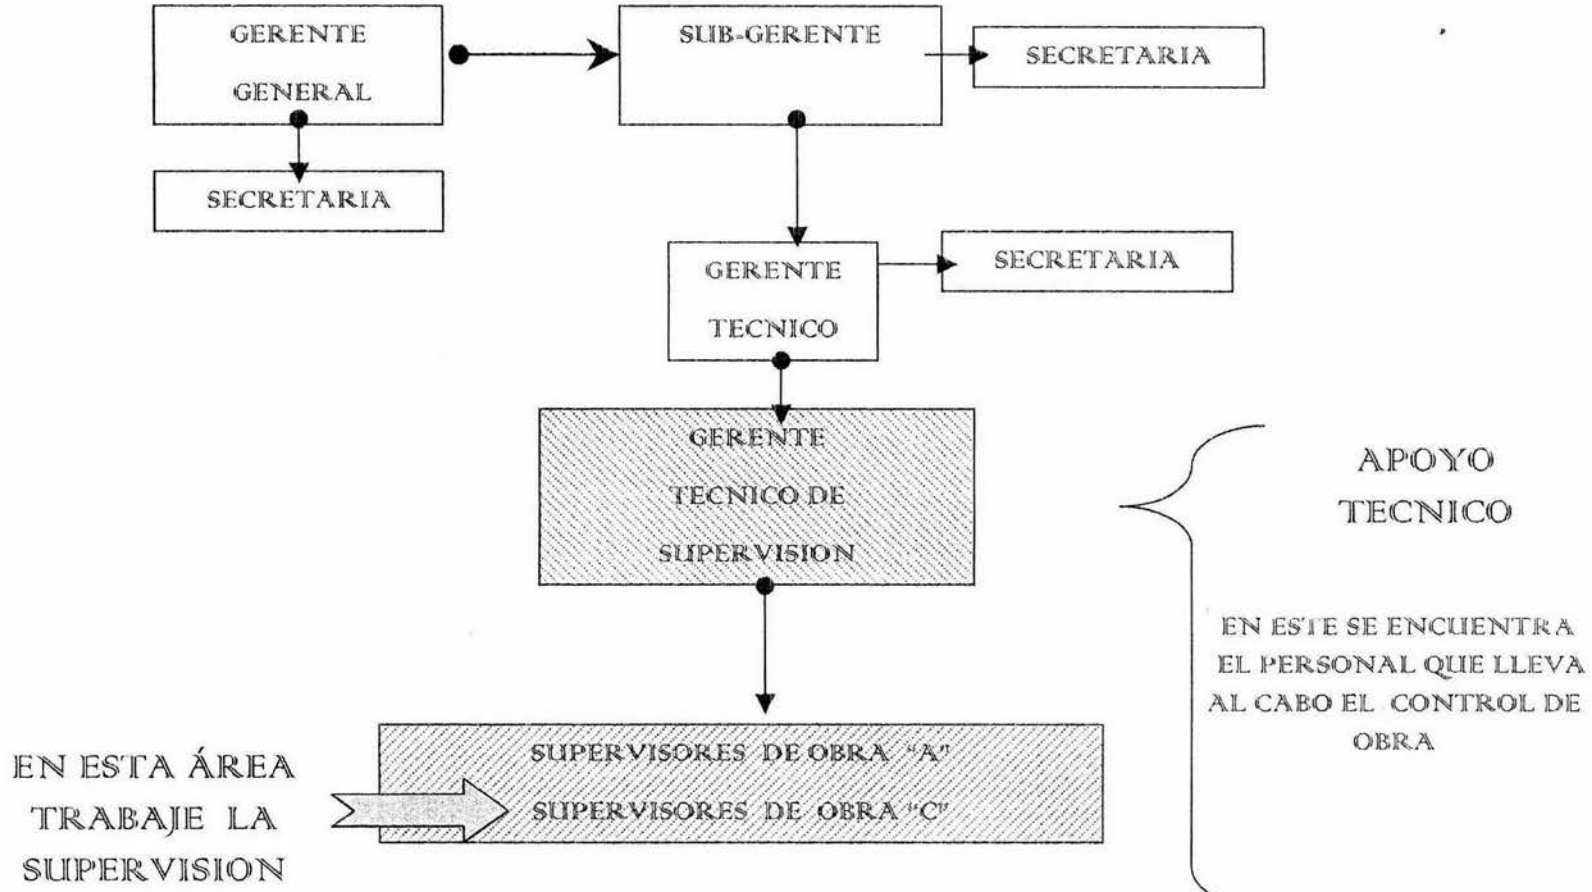 GERENTE
GENERAL
SUB-GERENTE
SECRETARIA
SECRETARIA
GERENTE
TECNICO
SECRETARIA
GERENTE
TECNICO DE
SUPERVISION
APOYO
TECNICO
EN ESTE SE ENCUENTRA
EL PERSONAL QUE LLEVA
AL CABO EL CONTROL DE
OBRA
SUPERVISORES DE OBRA "A"
SUPERVISORES DE OBRA "C"
EN ESTA ÁREA
TRABAJE LA
SUPERVISION